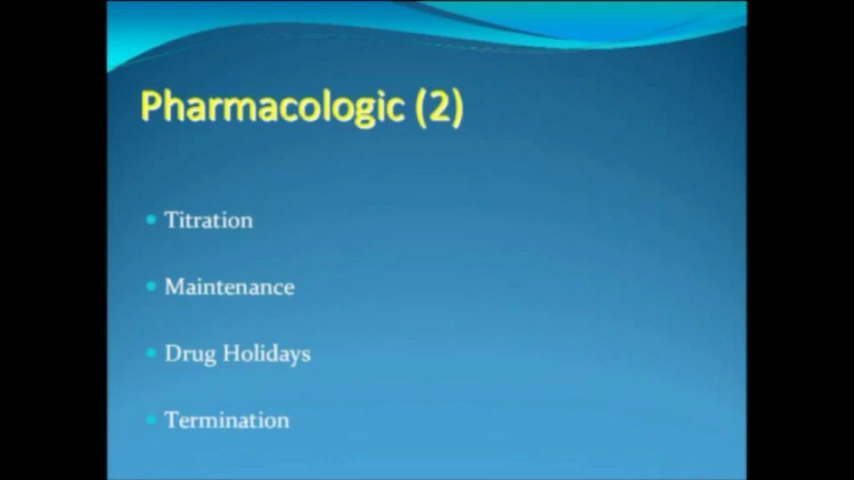 Pharmacologic (2)
Titration
Maintenance
Drug Holidays
Termination